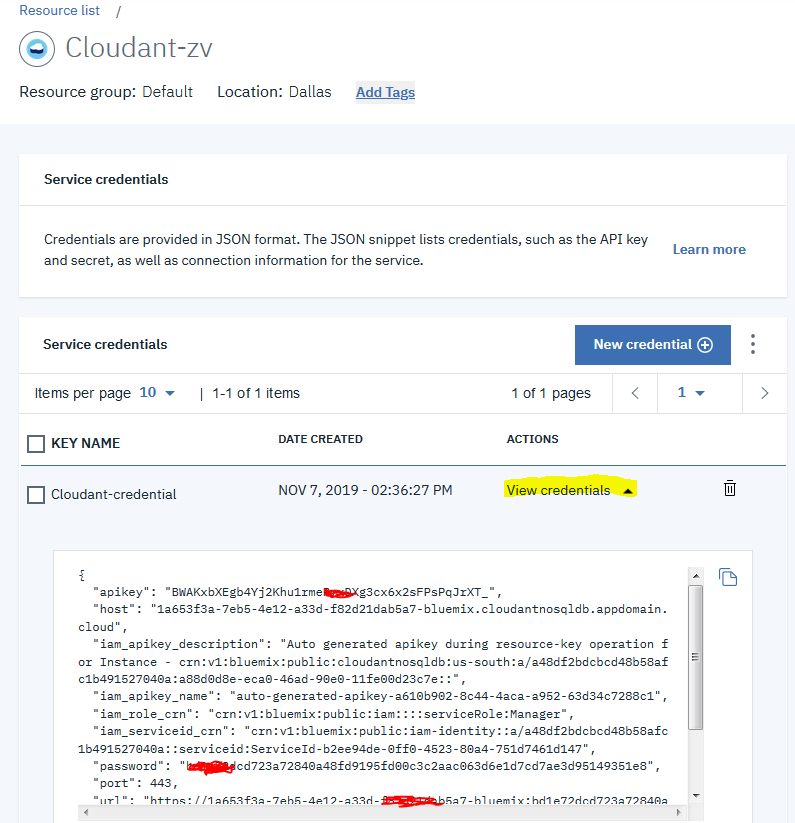 Resource list /
Cloudant-zv
Resource group: Default Location: Dallas Add Tags
Service credentials
Credentials are provided in JSON format. The JSON snippet lists credentials, such as the API key
and secret, as well as connection information for the service.
Learn more
Service credentials
New credential
Items per page 10 | 1-1 of 1 items 1 of 1 pages 1
KEY NAME DATE CREATED ACTIONS
Cloudant-credential NOV 7, 2019 - 02:36:27 PM View credentials
{
"apikey": "BWAKxbXEgb4Yj2Khu1rme Xg3cx6x2sFPsPqJrXT_",
"host": "1a653f3a-7eb5-4e12-a33d-f82d21dab5a7-bluemix.cloudantnosqldb.appdomain.
cloud",
"iam_apikey_description": "Auto generated apikey during resource-key operation f
or Instance - crn:v1:bluemix:public:cloudantnosqldb:us-south:a/a48df2bdcbcd48b58af
c1b491527040a:a88d0d8e-eca0-46ad-90e0-11fe00d23c7e::",
"iam_apikey_name": "auto-generated-apikey-a610b902-8c44-4aca-a952-63d34c7288c1",
"iam_role_crn": "crn:v1:bluemix:public:iam::::serviceRole:Manager",
"iam_serviceid_crn": "crn:v1:bluemix:public:iam-identity::a/a48df2bdcbcd48b58afc
1b491527040a::serviceid:ServiceId-b2ee94de-0ff0-4523-80a4-751d7461d147",
"password": " dcd723a72840a48fd9195fd00c3c2aac063d6e1d7cd7ae3d95149351e8",
"port": 443,
"url": "https://1a653f3a-7eb5-4e12-a33d- b5a7-bluemix:bd1e72dcd723a72840a